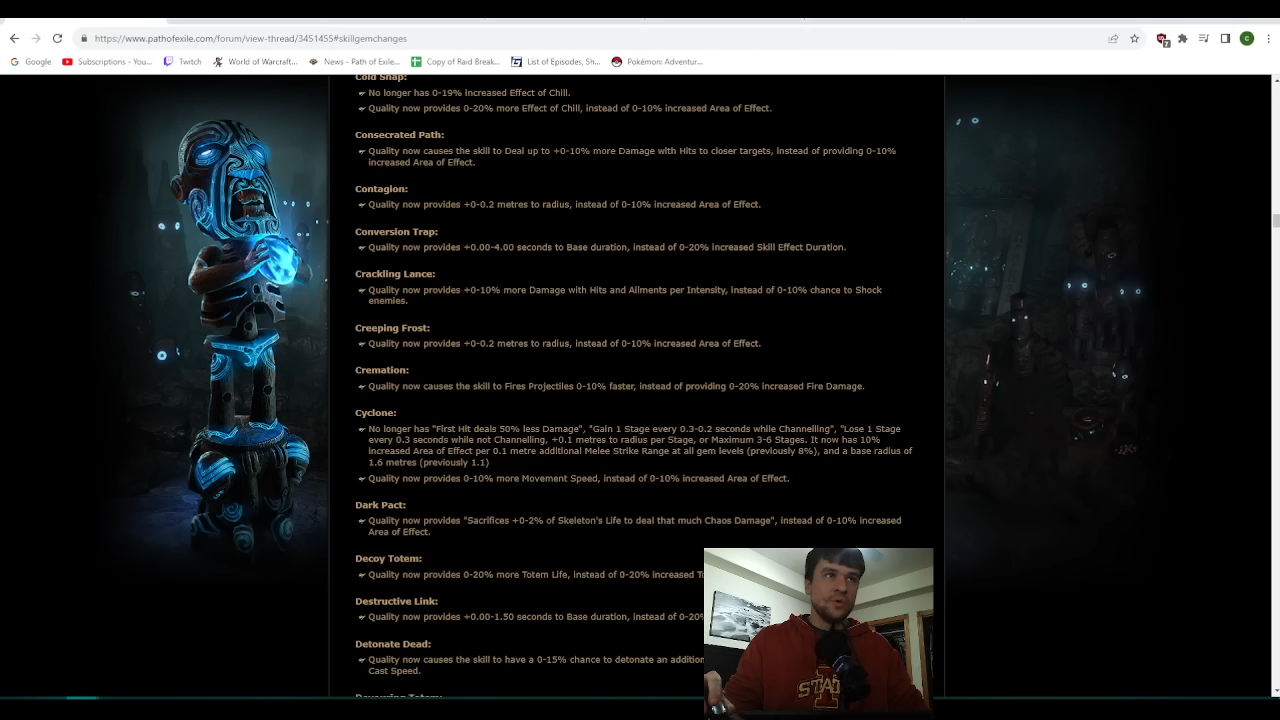 https://www.pathofexile.com/forum/view-thread/3451455#skillgemchanges
Google
Subscriptions - You...
Twitch
World of Warcraft...
News - Path of Exile...
Copy of Raid Break...
List of Episodes, Sh...
Pokémon: Adventur...
Cold Snap:
No longer has 0-19% increased Effect of Chill.
Quality now provides 0-20% more Effect of Chill, instead of 0-10% increased Area of Effect.
Consecrated Path:
Quality now causes the skill to Deal up to +0-10% more Damage with Hits to closer targets, instead of providing 0-10%
increased Area of Effect.
Contagion:
Quality now provides +0-0.2 metres to radius, instead of 0-10% increased Area of Effect.
Conversion Trap:
Quality now provides +0.00-4.00 seconds to Base duration, instead of 0-20% increased Skill Effect Duration.
Crackling Lance:
Quality now provides +0-10% more Damage with Hits and Ailments per Intensity, instead of 0-10% chance to Shock
enemies.
Creeping Frost:
Quality now provides +0-0.2 metres to radius, instead of 0-10% increased Area of Effect.
Cremation:
Quality now causes the skill to Fires Projectiles 0-10% faster, instead of providing 0-20% increased Fire Damage.
Cyclone:
No longer has "First Hit deals 50% less Damage", "Gain 1 Stage every 0.3-0.2 seconds while Channelling", "Lose 1 Stage
every 0.3 seconds while not Channelling, +0.1 metres to radius per Stage, or Maximum 3-6 Stages. It now has 10%
increased Area of Effect per 0.1 metre additional Melee Strike Range at all gem levels (previously 8%), and a base radius of
1.6 metres (previously 1.1)
Quality now provides 0-10% more Movement Speed, instead of 0-10% increased Area of Effect.
Dark Pact:
Quality now provides "Sacrifices +0-2% of Skeleton's Life to deal that much Chaos Damage", instead of 0-10% increased
Area of Effect.
Decoy Totem:
Quality now provides 0-20% more Totem Life, instead of 0-20% increased T
Destructive Link:
Quality now provides +0.00-1.50 seconds to Base duration, instead of 0-20%
Detonate Dead:
Quality now causes the skill to have a 0-15% chance to detonate an addition
Cast Speed.
Devouring Totem:
STATE